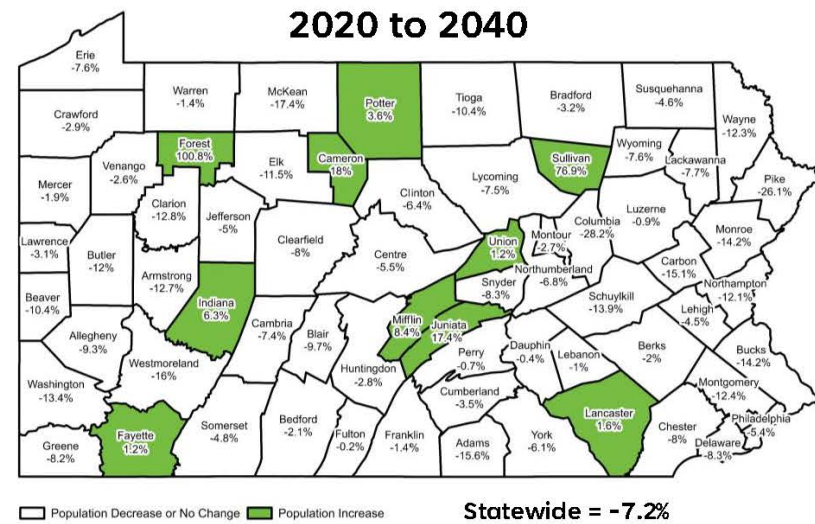 2020 to 2040
Erie
-7.6%
Warren
-1.4%
McKean
-17.4%
Potter
3.6%
Tioga
-10.4%
Bradford
-3.2%
Susquehanna
-4.6%
Wayne
-12.3%
Crawford
-2.9%
Forest
100.8%
Elk
-11.5%
Cameron
18%
Sullivan
76.9%
Wyoming
-7.6%
Lackawanna
-7.7%
Pike
-26.1%
Mercer
-1.9%
Venango
-2.6%
Clarion
-12.8%
Jefferson
-5%
Clinton
-6.4%
Lycoming
-7.5%
Columbia
-28.2%
Luzerne
-0.9%
Monroe
-14.2%
Lawrence
-3.1%
Butler
-12%
Armstrong
-12.7%
Clearfield
-8%
Centre
-5.5%
Union
1.2%
Montour
-2.7%
Northumberland
-6.8%
Carbon
-15.1%
Northampton
-12.1%
Beaver
-10.4%
Indiana
6.3%
Snyder
-8.3%
Schuylkill
-13.9%
Lehigh
-4.5%
Allegheny
-9.3%
Cambria
-7.4%
Blair
-9.7%
Mifflin
8.4%
Juniata
17.4%
Perry
-0.7%
Dauphin
-0.4%
Lebanon
-1%
Berks
-2%
Bucks
-14.2%
Washington
-13.4%
Westmoreland
-16%
Huntingdon
-2.8%
Cumberland
-3.5%
Montgomery
-12.4%
Greene
-8.2%
Fayette
1.2%
Somerset
-4.8%
Bedford
-2.1%
Fulton
-0.2%
Franklin
-1.4%
Adams
-15.6%
York
-6.1%
Lancaster
1.6%
Chester
-8%
Delaware
-8.3%
Philadelphia
-5.4%
Population Decrease or No Change
Population Increase
Statewide = -7.2%